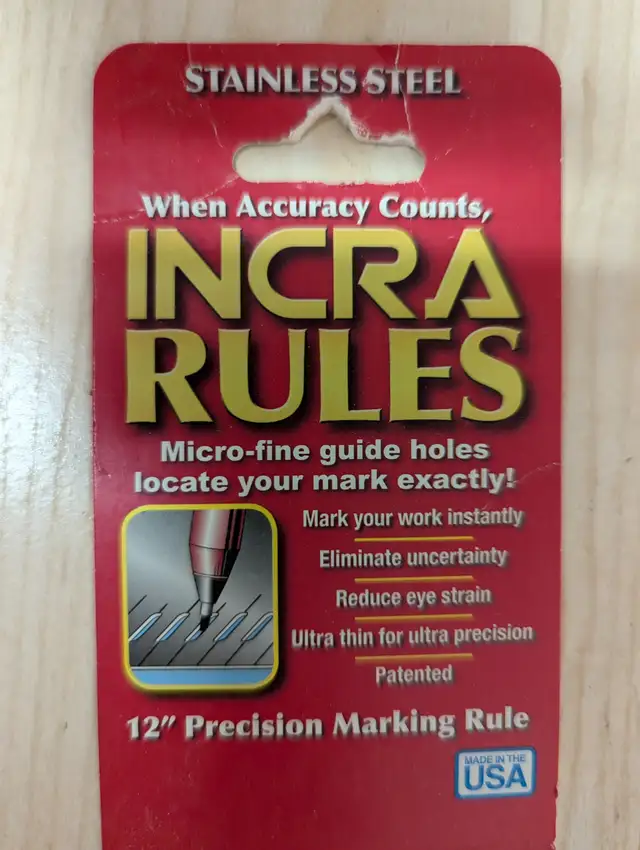 STAINLESS STEEL
When Accuracy Counts,
INCRA
RULES
Micro-fine guide holes
locate your mark exactly!
Mark your work instantly
Eliminate uncertainty
Reduce eye strain
Ultra thin for ultra precision
Patented
12" Precision Marking Rule
MADE IN THE
USA